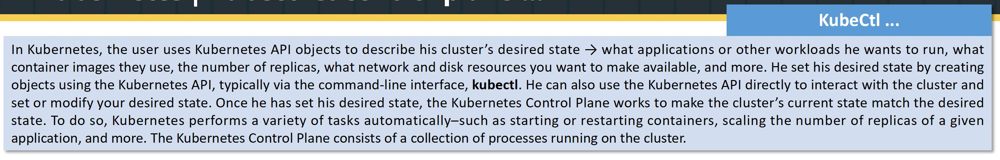 KubeCtl ...
In Kubernetes, the user uses Kubernetes API objects to describe his cluster’s desired state → what applications or other workloads he wants to run, what
container images they use, the number of replicas, what network and disk resources you want to make available, and more. He set his desired state by creating
objects using the Kubernetes API, typically via the command-line interface, kubectl. He can also use the Kubernetes API directly to interact with the cluster and
set or modify your desired state. Once he has set his desired state, the Kubernetes Control Plane works to make the cluster’s current state match the desired
state. To do so, Kubernetes performs a variety of tasks automatically–such as starting or restarting containers, scaling the number of replicas of a given
application, and more. The Kubernetes Control Plane consists of a collection of processes running on the cluster.